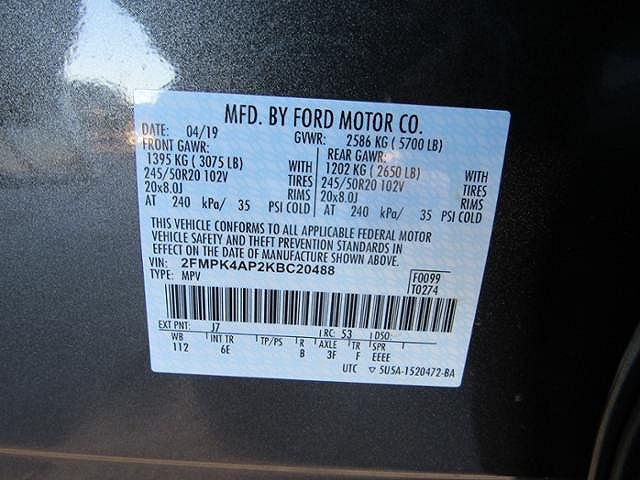 MFD. BY FORD MOTOR CO.
DATE: 04/19 GVWR: 2586 KG ( 5700 LB)
FRONT GAWR: REAR GAWR:
1395 KG ( 3075 LB) WITH 1202 KG ( 2650 LB) WITH
245/50R20 102V TIRES 245/50R20 102V TIRES
20x8.0J RIMS 20x8.0J RIMS
AT 240 kPa/ 35 PSI COLD AT 240 kPa/ 35 PSI COLD
THIS VEHICLE CONFORMS TO ALL APPLICABLE FEDERAL MOTOR
VEHICLE SAFETY AND THEFT PREVENTION STANDARDS IN
EFFECT ON THE DATE OF MANUFACTURE SHOWN ABOVE.
VIN: 2FMPK4AP2KBC20488 F0099
TYPE: MPV T0274
EXT PNT: J7 RC: 53 DSO:
WB INT TR TP/PS R AXLE TR SPR
112 6E B 3F F EEEE
UTC ▽ 5U5A-1520472-BA